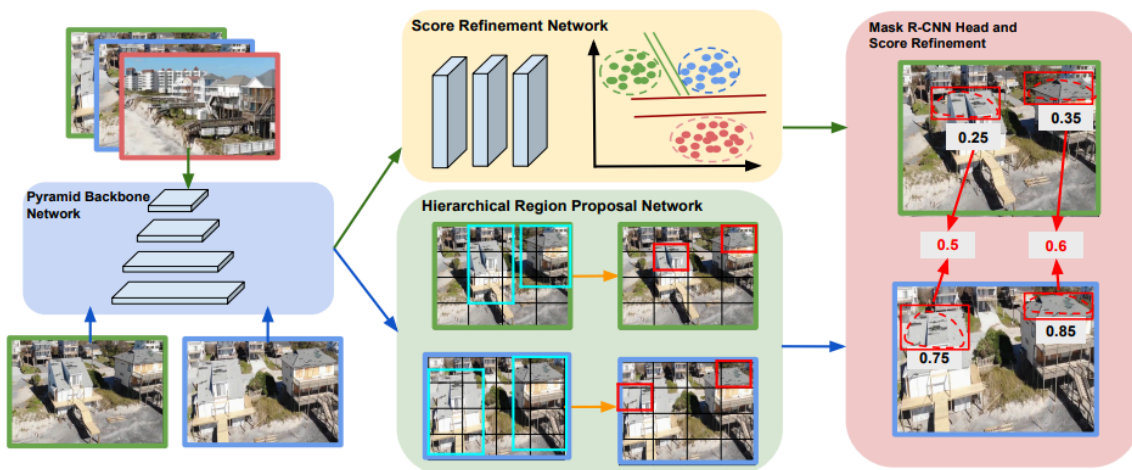 Score Refinement Network
Mask R-CNN Head and
Score Refinement
Pyramid Backbone
Network
Hierarchical Region Proposal Network
0.25
0.35
0.5
0.6
0.75
0.85